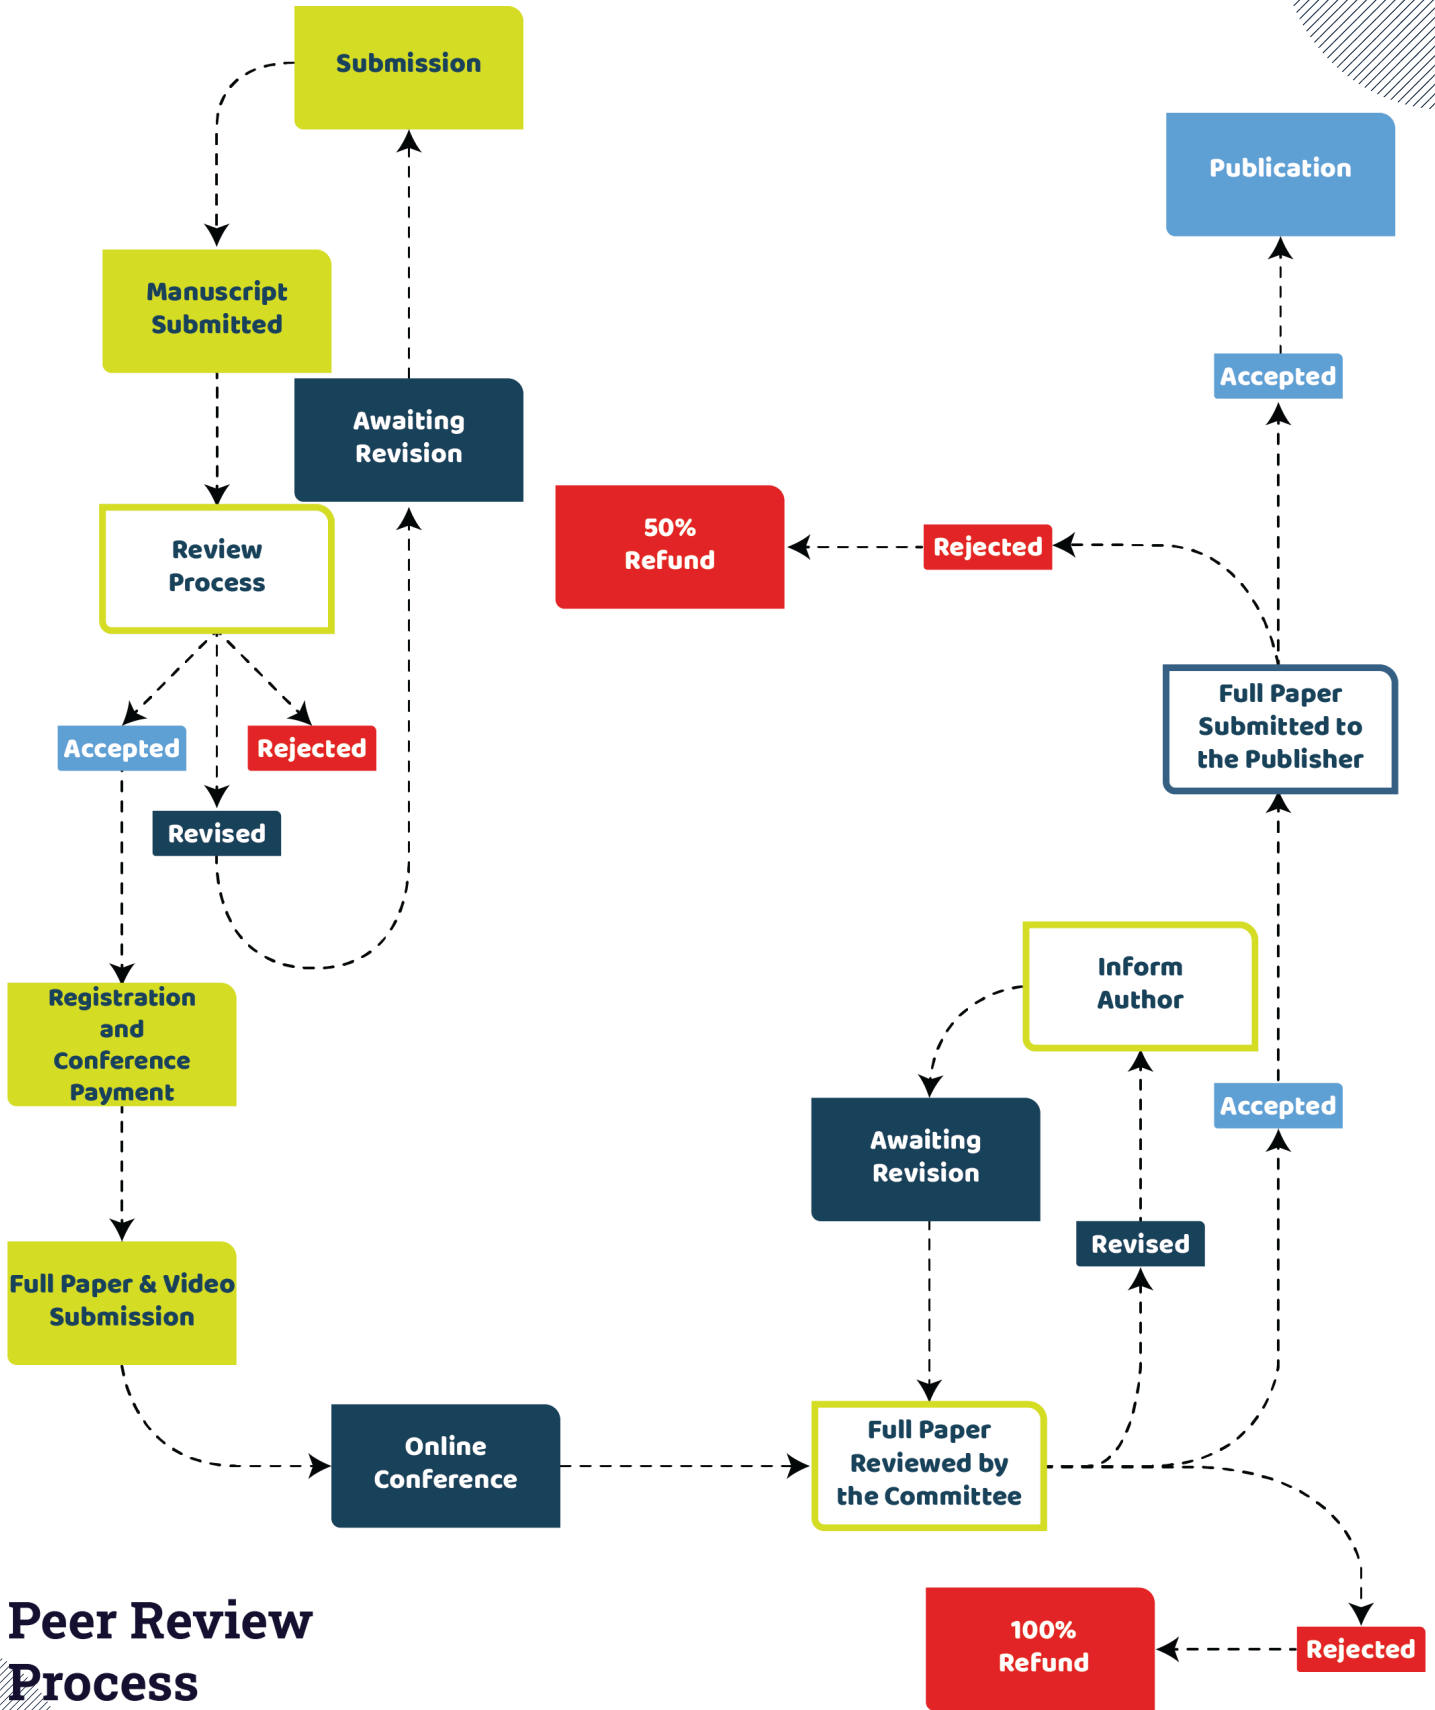 Submission
Manuscript
Submitted
Awaiting
Revision
Review
Process
Accepted
Rejected
Revised
Registration
and
Conference
Payment
Full Paper & Video
Submission
Online
Conference
Full Paper
Reviewed by
the Committee
Awaiting
Revision
Inform
Author
Revised
Accepted
Rejected
100%
Refund
Full Paper
Submitted to
the Publisher
Rejected
50%
Refund
Accepted
Publication
Peer Review
Process